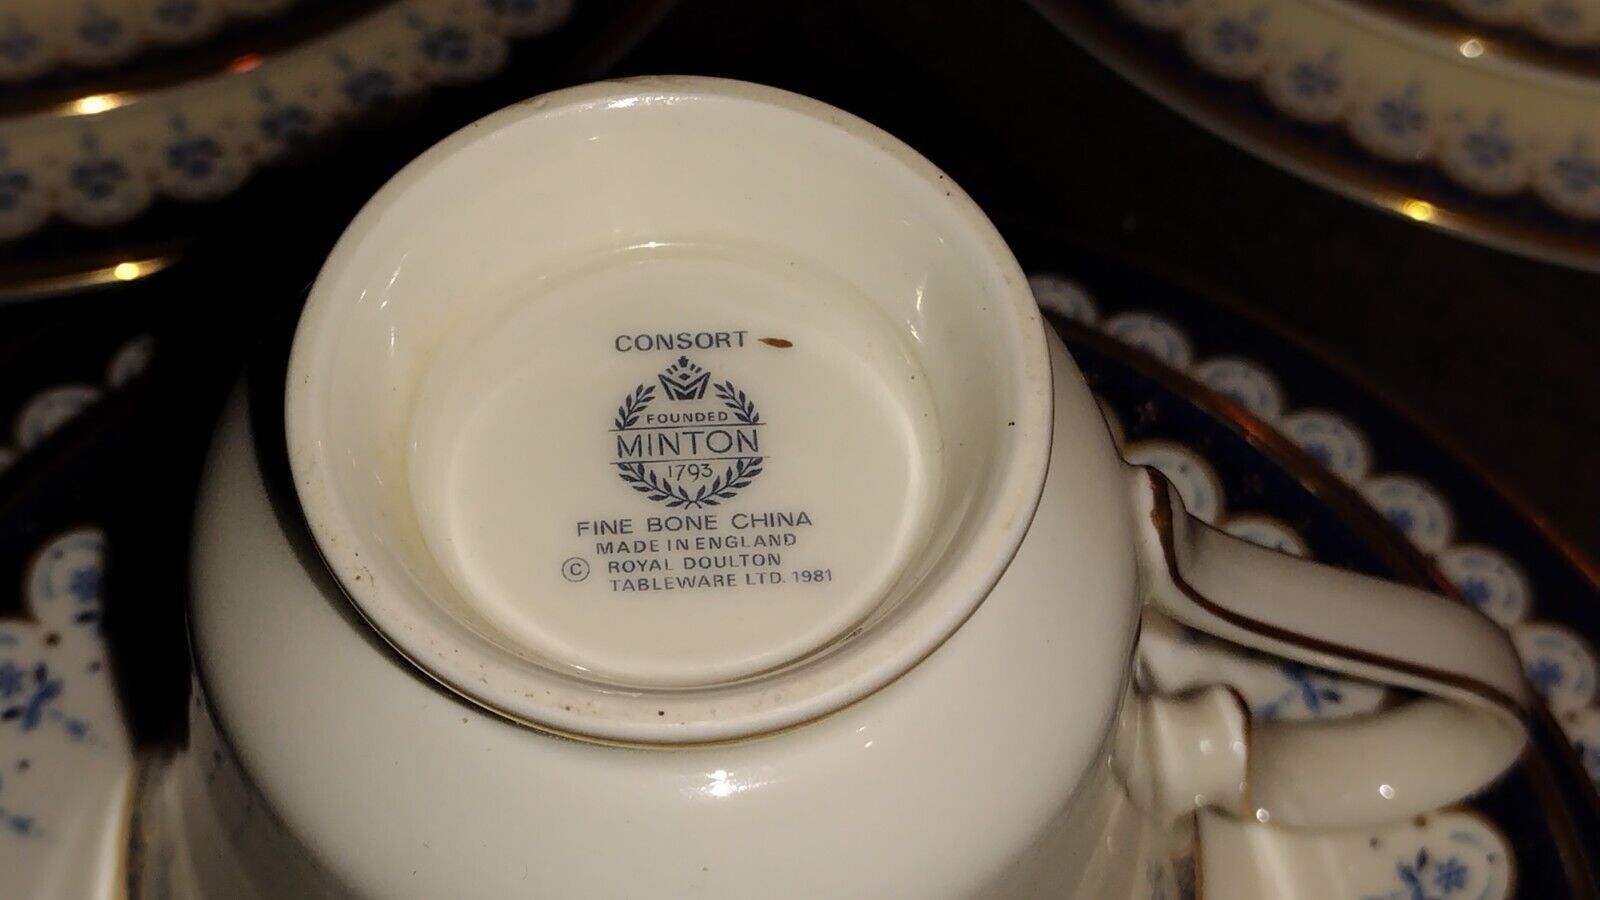 CONSORT
FOUNDED
MINTON
1793
FINE BONE CHINA
MADE IN ENGLAND
© ROYAL DOULTON
TABLEWARE LTD. 1981